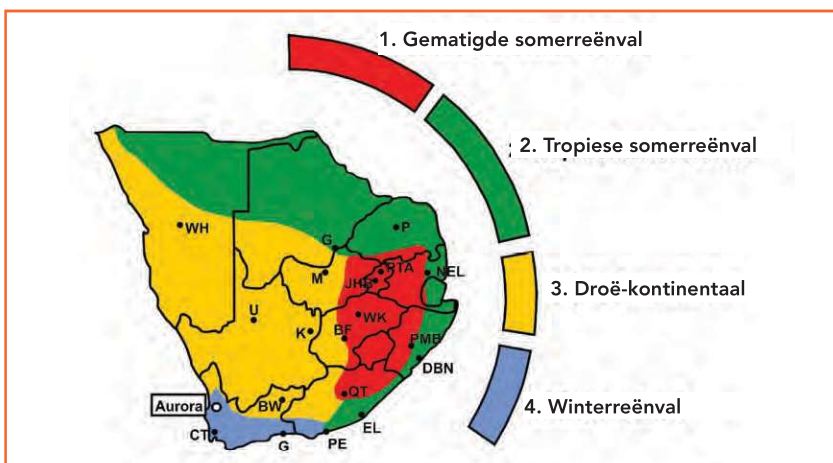 1. Gematigde somerreënval
2. Tropiese somerreënval
3. Droë-kontinentaal
4. Winterreënval
WH
P
G
M
PTA
JHB
NEL
U
K
BF
WK
PMB
DBN
QT
Aurora
BW
CT
G
PE
EL